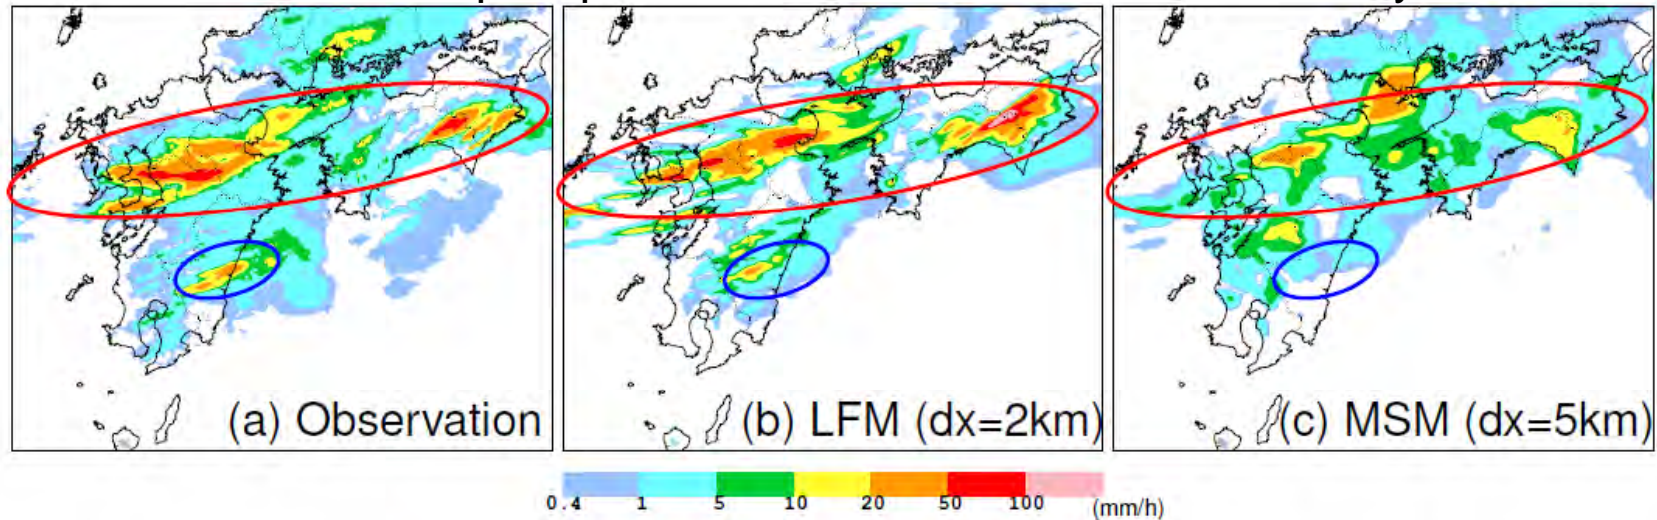 (a) Observation
(b) LFM (dx=2km)
(c) MSM (dx=5km)
0.4 1 5 10 20 50 100 (mm/h)